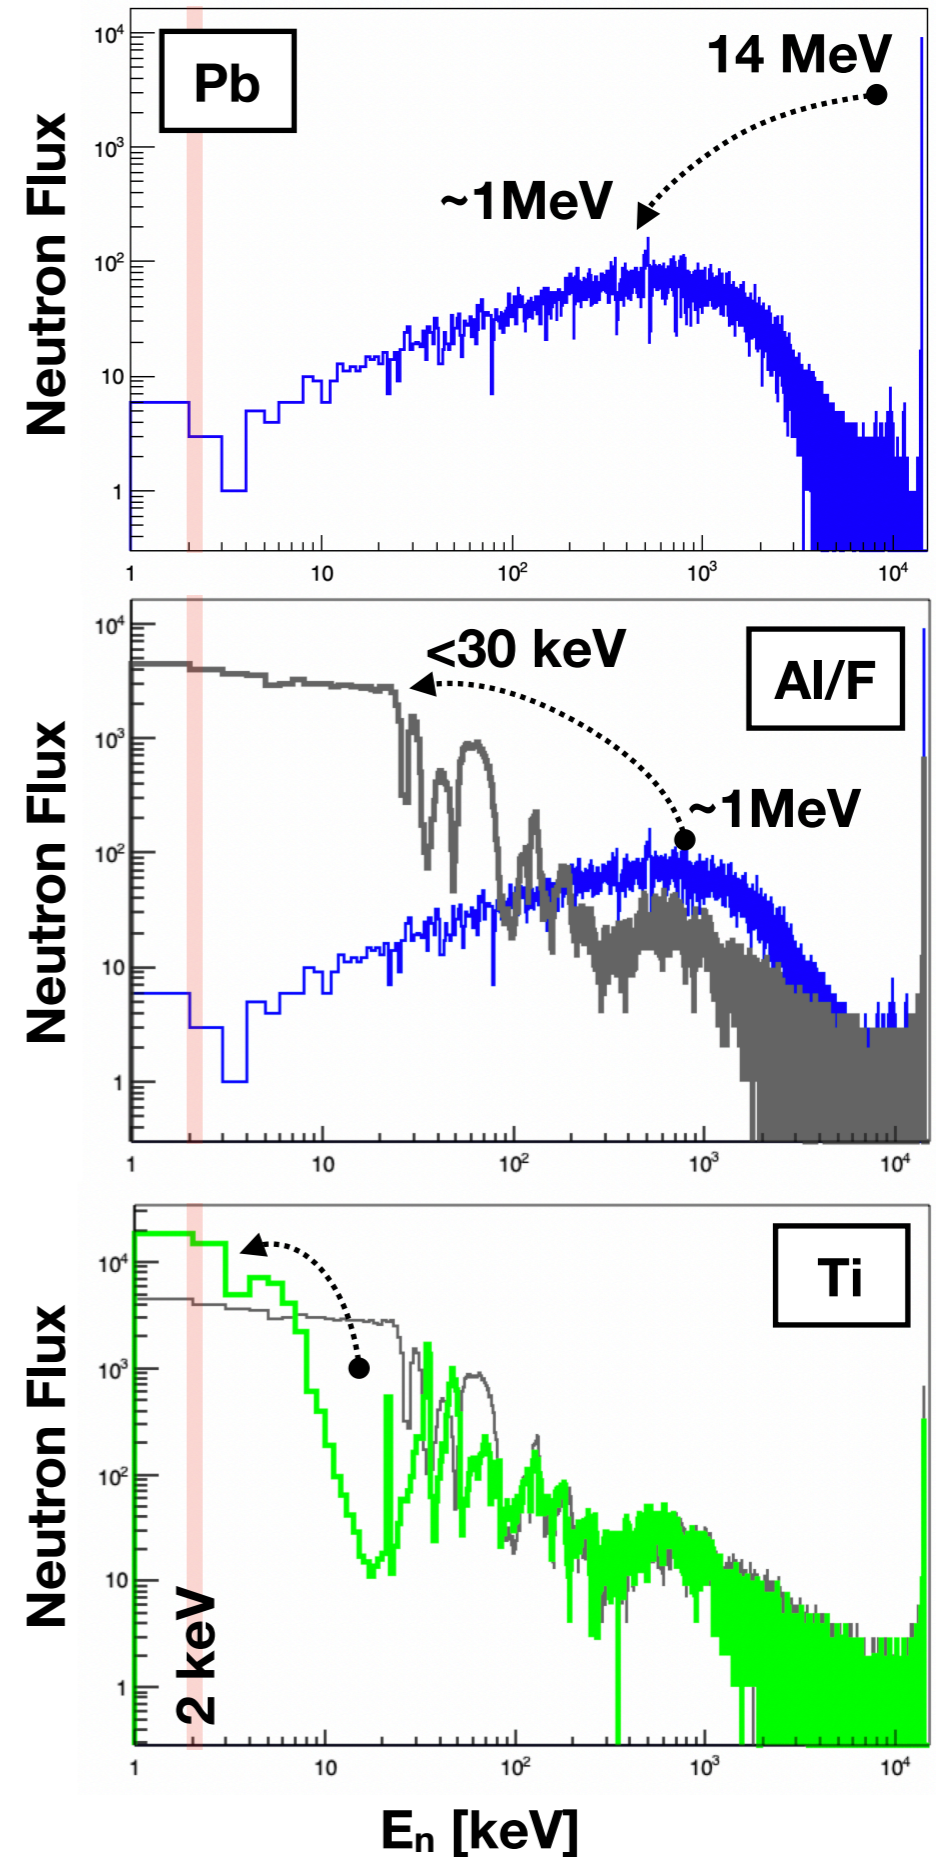 Neutron Flux
10⁴
10³
10²
10
1
Pb
14 MeV
~1MeV
1
10
10²
10³
10⁴
Neutron Flux
10⁴
10³
10²
10
1
<30 keV
Al/F
~1MeV
1
10
10²
10³
10⁴
Neutron Flux
10⁴
10³
10²
10
1
Ti
2 keV
1
10
10²
10³
10⁴
Eₙ [keV]